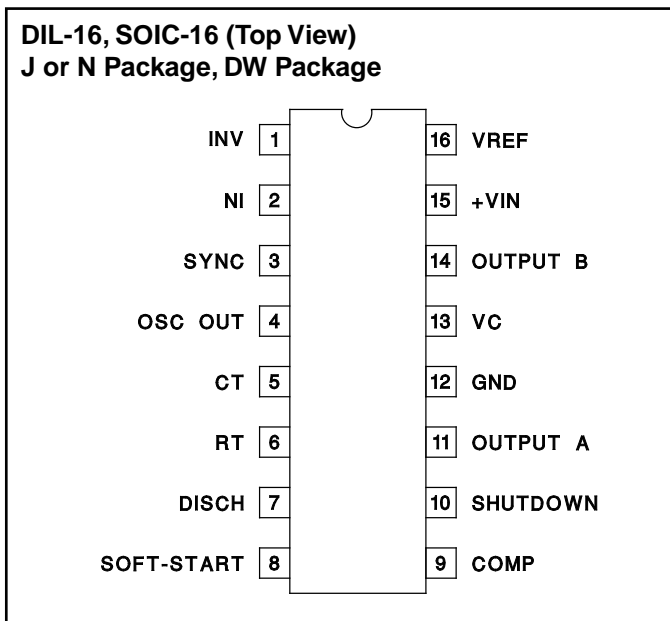 DIL-16, SOIC-16 (Top View)
J or N Package, DW Package
INV 1 16 VREF
NI 2 15 +VIN
SYNC 3 14 OUTPUT B
OSC OUT 4 13 VC
CT 5 12 GND
RT 6 11 OUTPUT A
DISCH 7 10 SHUTDOWN
SOFT-START 8 9 COMP